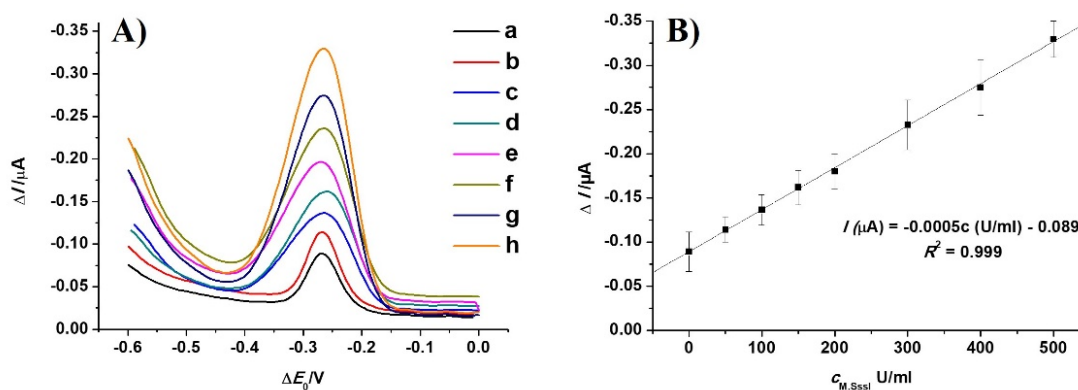 A)
-0.35
-0.30
-0.25
-0.20
-0.15
-0.10
-0.05
0.00
ΔI /μA
-0.6
-0.5
-0.4
-0.3
-0.2
-0.1
0.0
ΔE0/V
a
b
c
d
e
f
g
h
B)
-0.35
-0.30
-0.25
-0.20
-0.15
-0.10
-0.05
0.00
Δ I /μA
I (μA) = -0.0005c (U/ml) - 0.089
R² = 0.999
0
100
200
300
400
500
cM.SssI U/ml